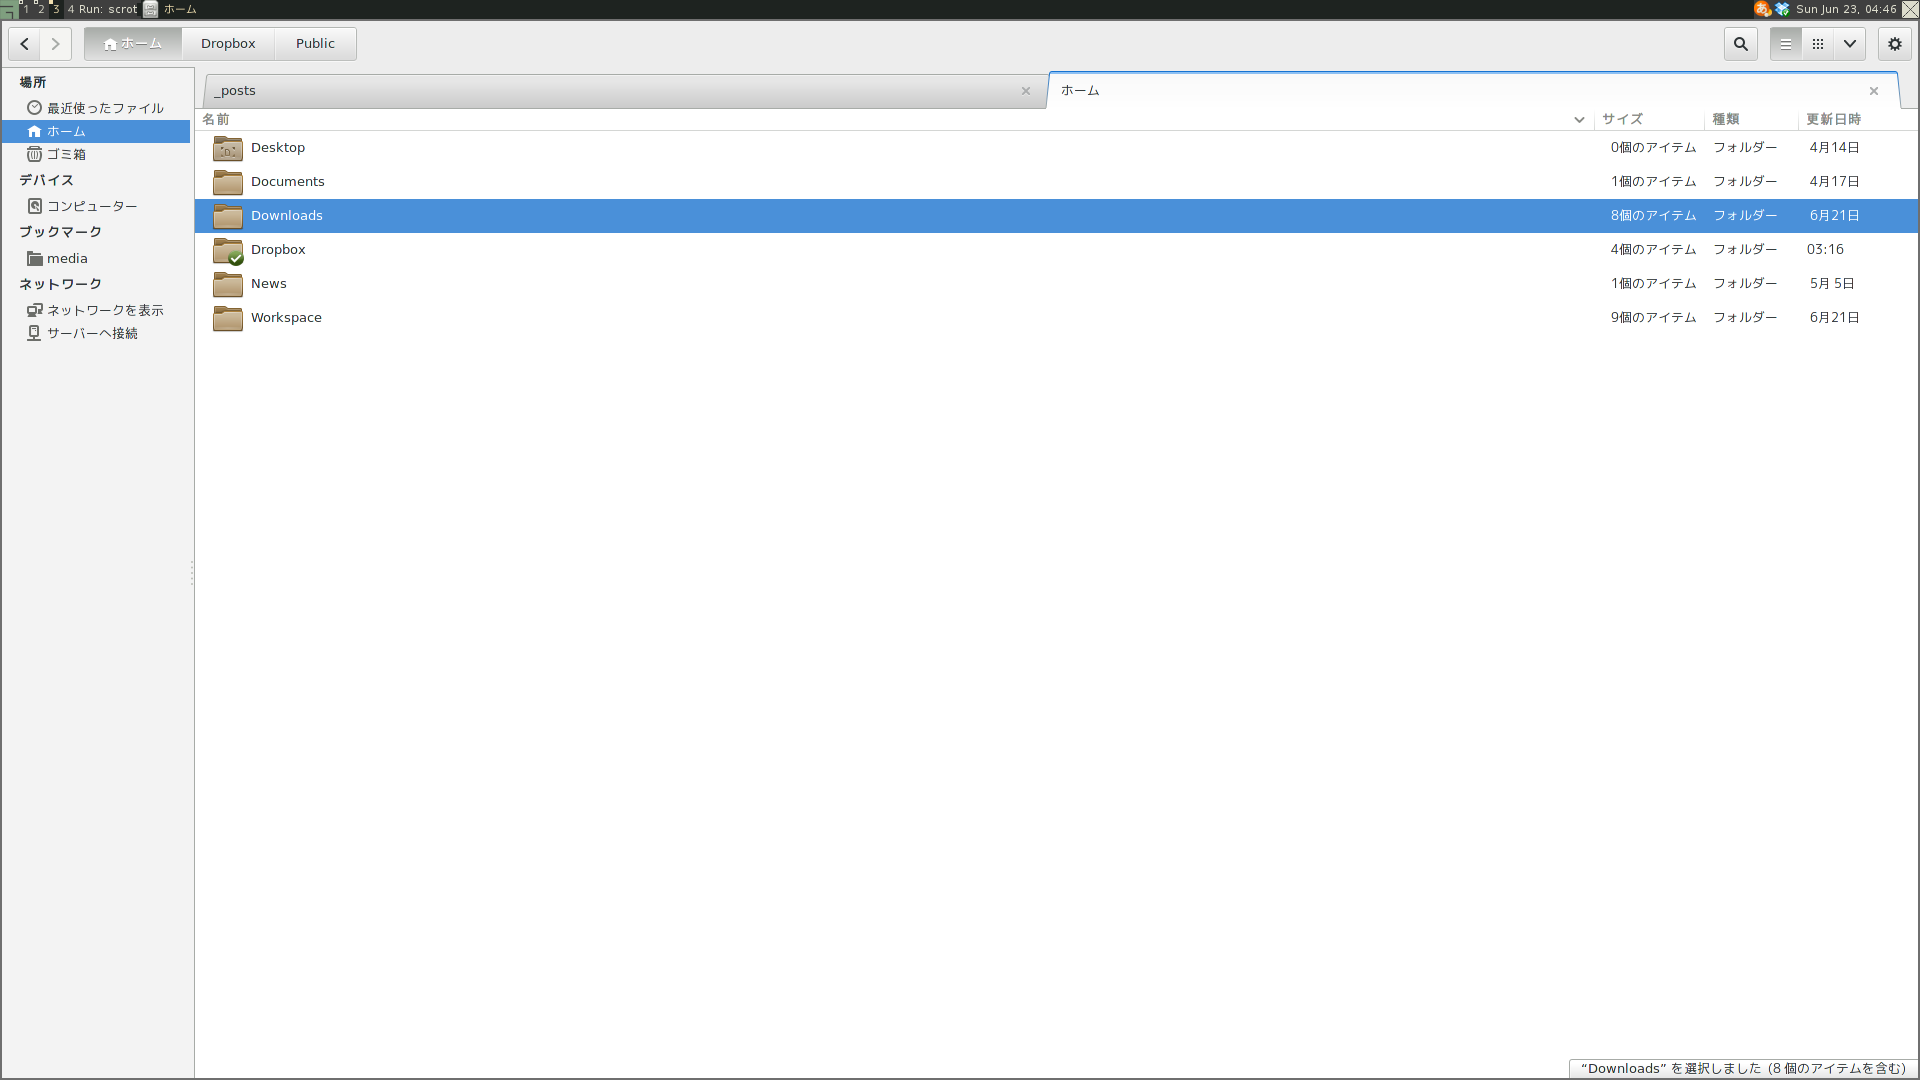 1 2 3 4 Run: scrot ホーム Sun Jun 23, 04:46
ホーム Dropbox Public
場所
最近使ったファイル
ホーム
ゴミ箱
デバイス
コンピューター
ブックマーク
media
ネットワーク
ネットワークを表示
サーバーへ接続
_posts ホーム
名前 サイズ 種類 更新日時
Desktop 0個のアイテム フォルダー 4月14日
Documents 1個のアイテム フォルダー 4月17日
Downloads 8個のアイテム フォルダー 6月21日
Dropbox 4個のアイテム フォルダー 03:16
News 1個のアイテム フォルダー 5月 5日
Workspace 9個のアイテム フォルダー 6月21日
“Downloads” を選択しました (8 個のアイテムを含む)